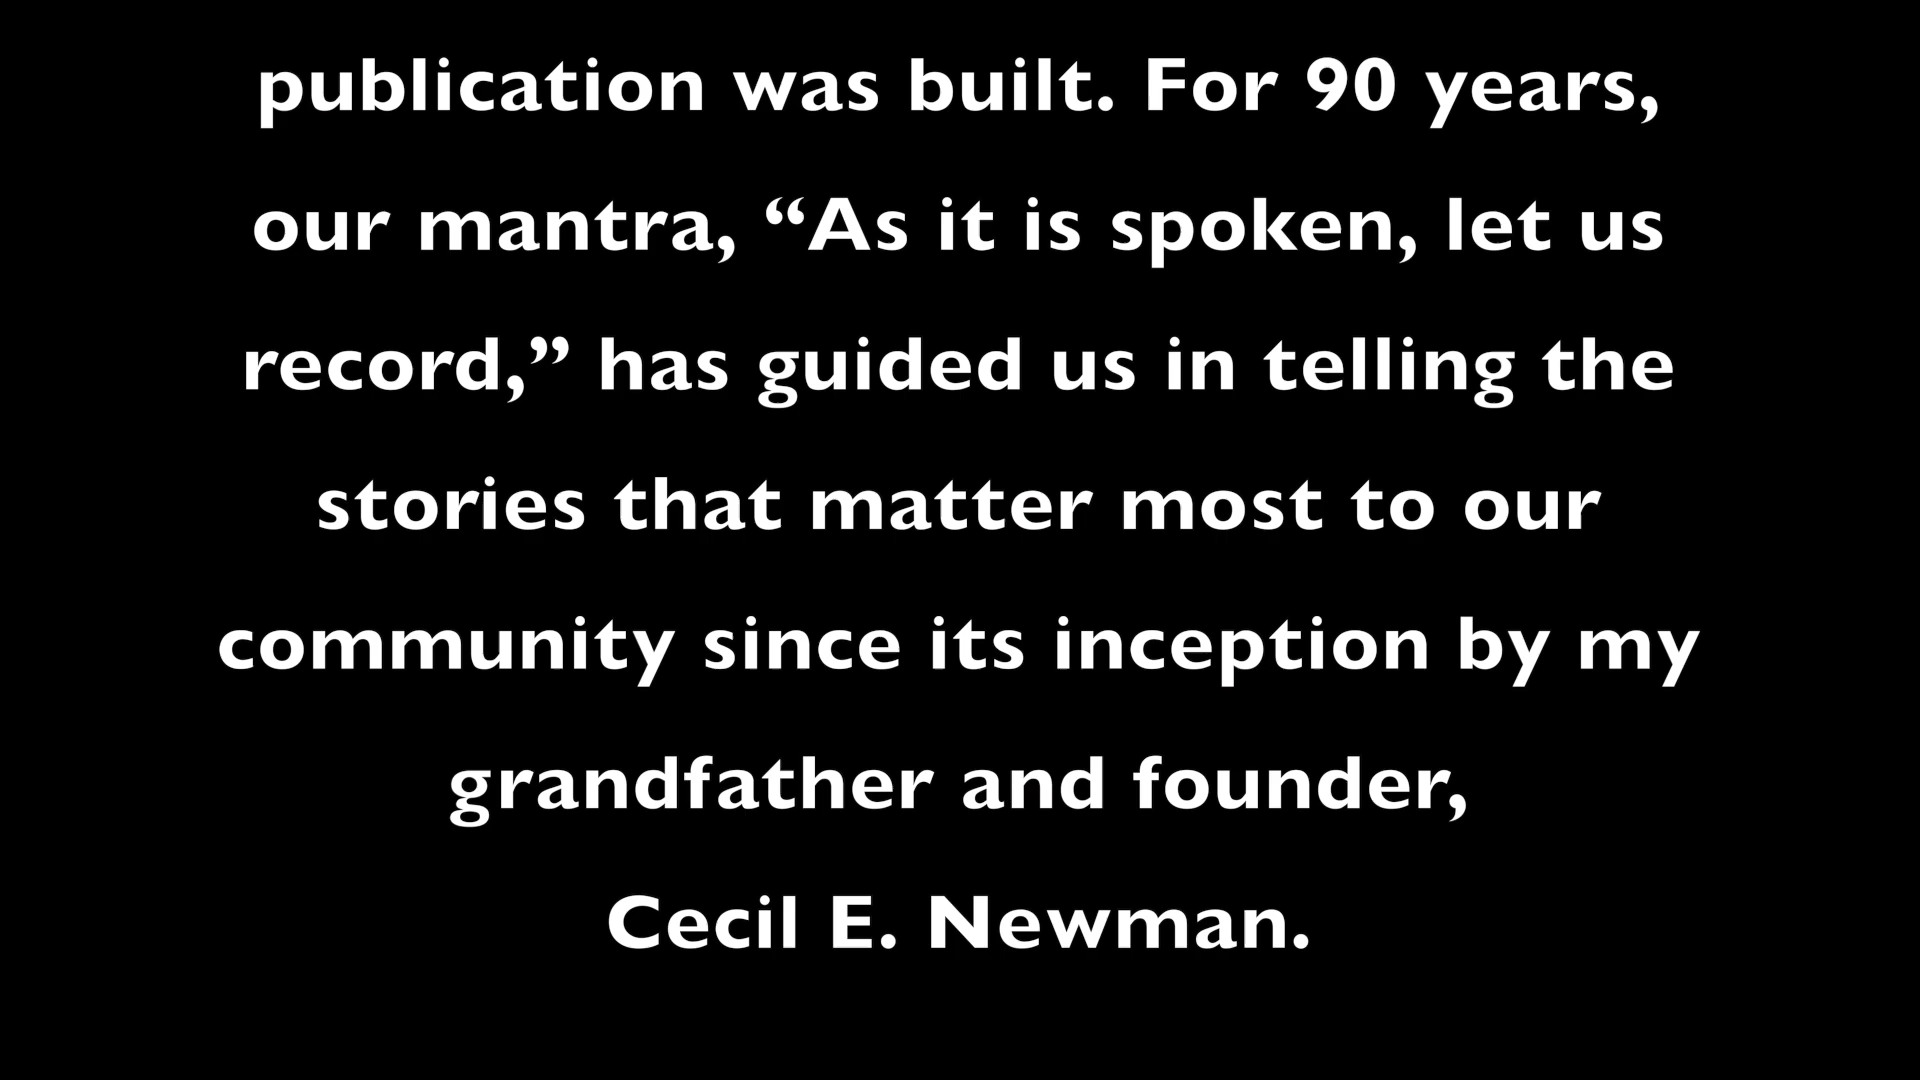 publication was built. For 90 years,
our mantra, “As it is spoken, let us
record,” has guided us in telling the
stories that matter most to our
community since its inception by my
grandfather and founder,
Cecil E. Newman.